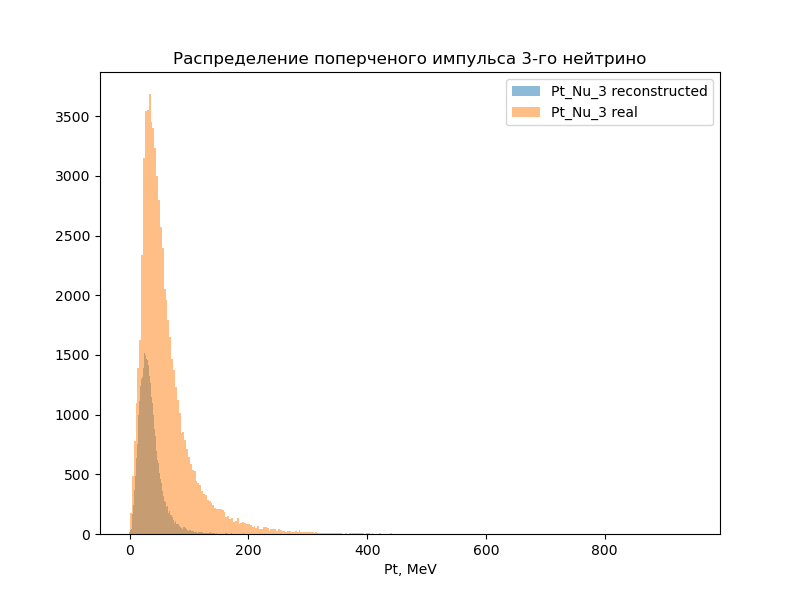 Распределение поперченого импульса 3-го нейтрино
Pt_Nu_3 reconstructed
Pt_Nu_3 real
3500
3000
2500
2000
1500
1000
500
0
0 200 400 600 800
Pt, MeV